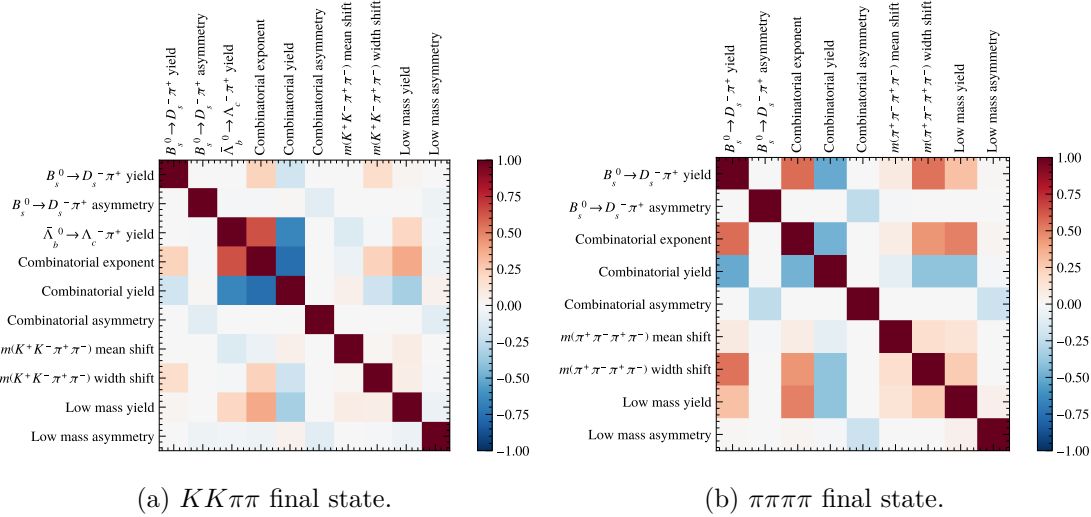 B_s^0→D_s^-π^+ yield
B_s^0→D_s^-π^+ asymmetry
Λ̄_b^0→Λ_c^-π^+ yield
Combinatorial exponent
Combinatorial yield
Combinatorial asymmetry
m(K^+K^-π^+π^-) mean shift
m(K^+K^-π^+π^-) width shift
Low mass yield
Low mass asymmetry
B_s^0→D_s^-π^+ yield
B_s^0→D_s^-π^+ asymmetry
Λ̄_b^0→Λ_c^-π^+ yield
Combinatorial exponent
Combinatorial yield
Combinatorial asymmetry
m(K^+K^-π^+π^-) mean shift
m(K^+K^-π^+π^-) width shift
Low mass yield
Low mass asymmetry
1.00
0.75
0.50
0.25
0.00
−0.25
−0.50
−0.75
−1.00
(a) KKππ final state.
B_s^0→D_s^-π^+ yield
B_s^0→D_s^-π^+ asymmetry
Combinatorial exponent
Combinatorial yield
Combinatorial asymmetry
m(π^+π^-π^+π^-) mean shift
m(π^+π^-π^+π^-) width shift
Low mass yield
Low mass asymmetry
B_s^0→D_s^-π^+ yield
B_s^0→D_s^-π^+ asymmetry
Combinatorial exponent
Combinatorial yield
Combinatorial asymmetry
m(π^+π^-π^+π^-) mean shift
m(π^+π^-π^+π^-) width shift
Low mass yield
Low mass asymmetry
1.00
0.75
0.50
0.25
0.00
−0.25
−0.50
−0.75
−1.00
(b) ππππ final state.